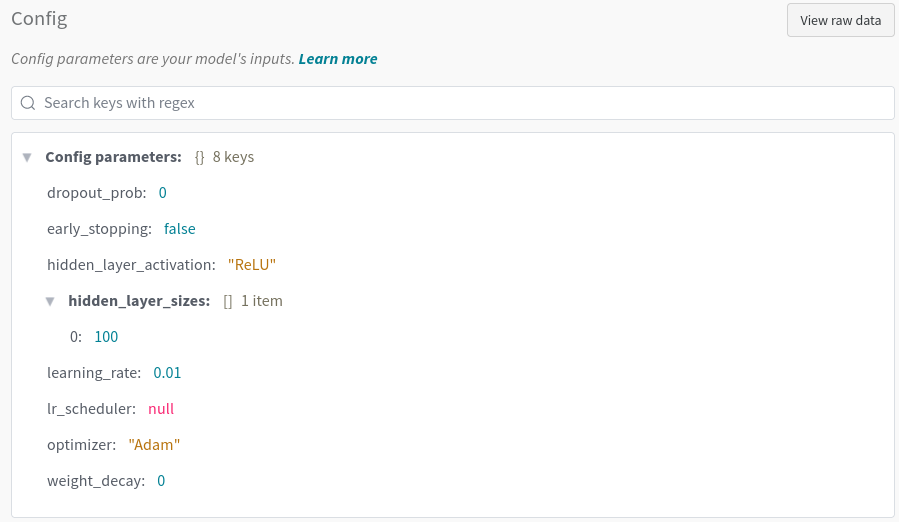 Config
View raw data
Config parameters are your model's inputs. Learn more
Search keys with regex
Config parameters: {} 8 keys
dropout_prob: 0
early_stopping: false
hidden_layer_activation: "ReLU"
hidden_layer_sizes: [] 1 item
0: 100
learning_rate: 0.01
lr_scheduler: null
optimizer: "Adam"
weight_decay: 0